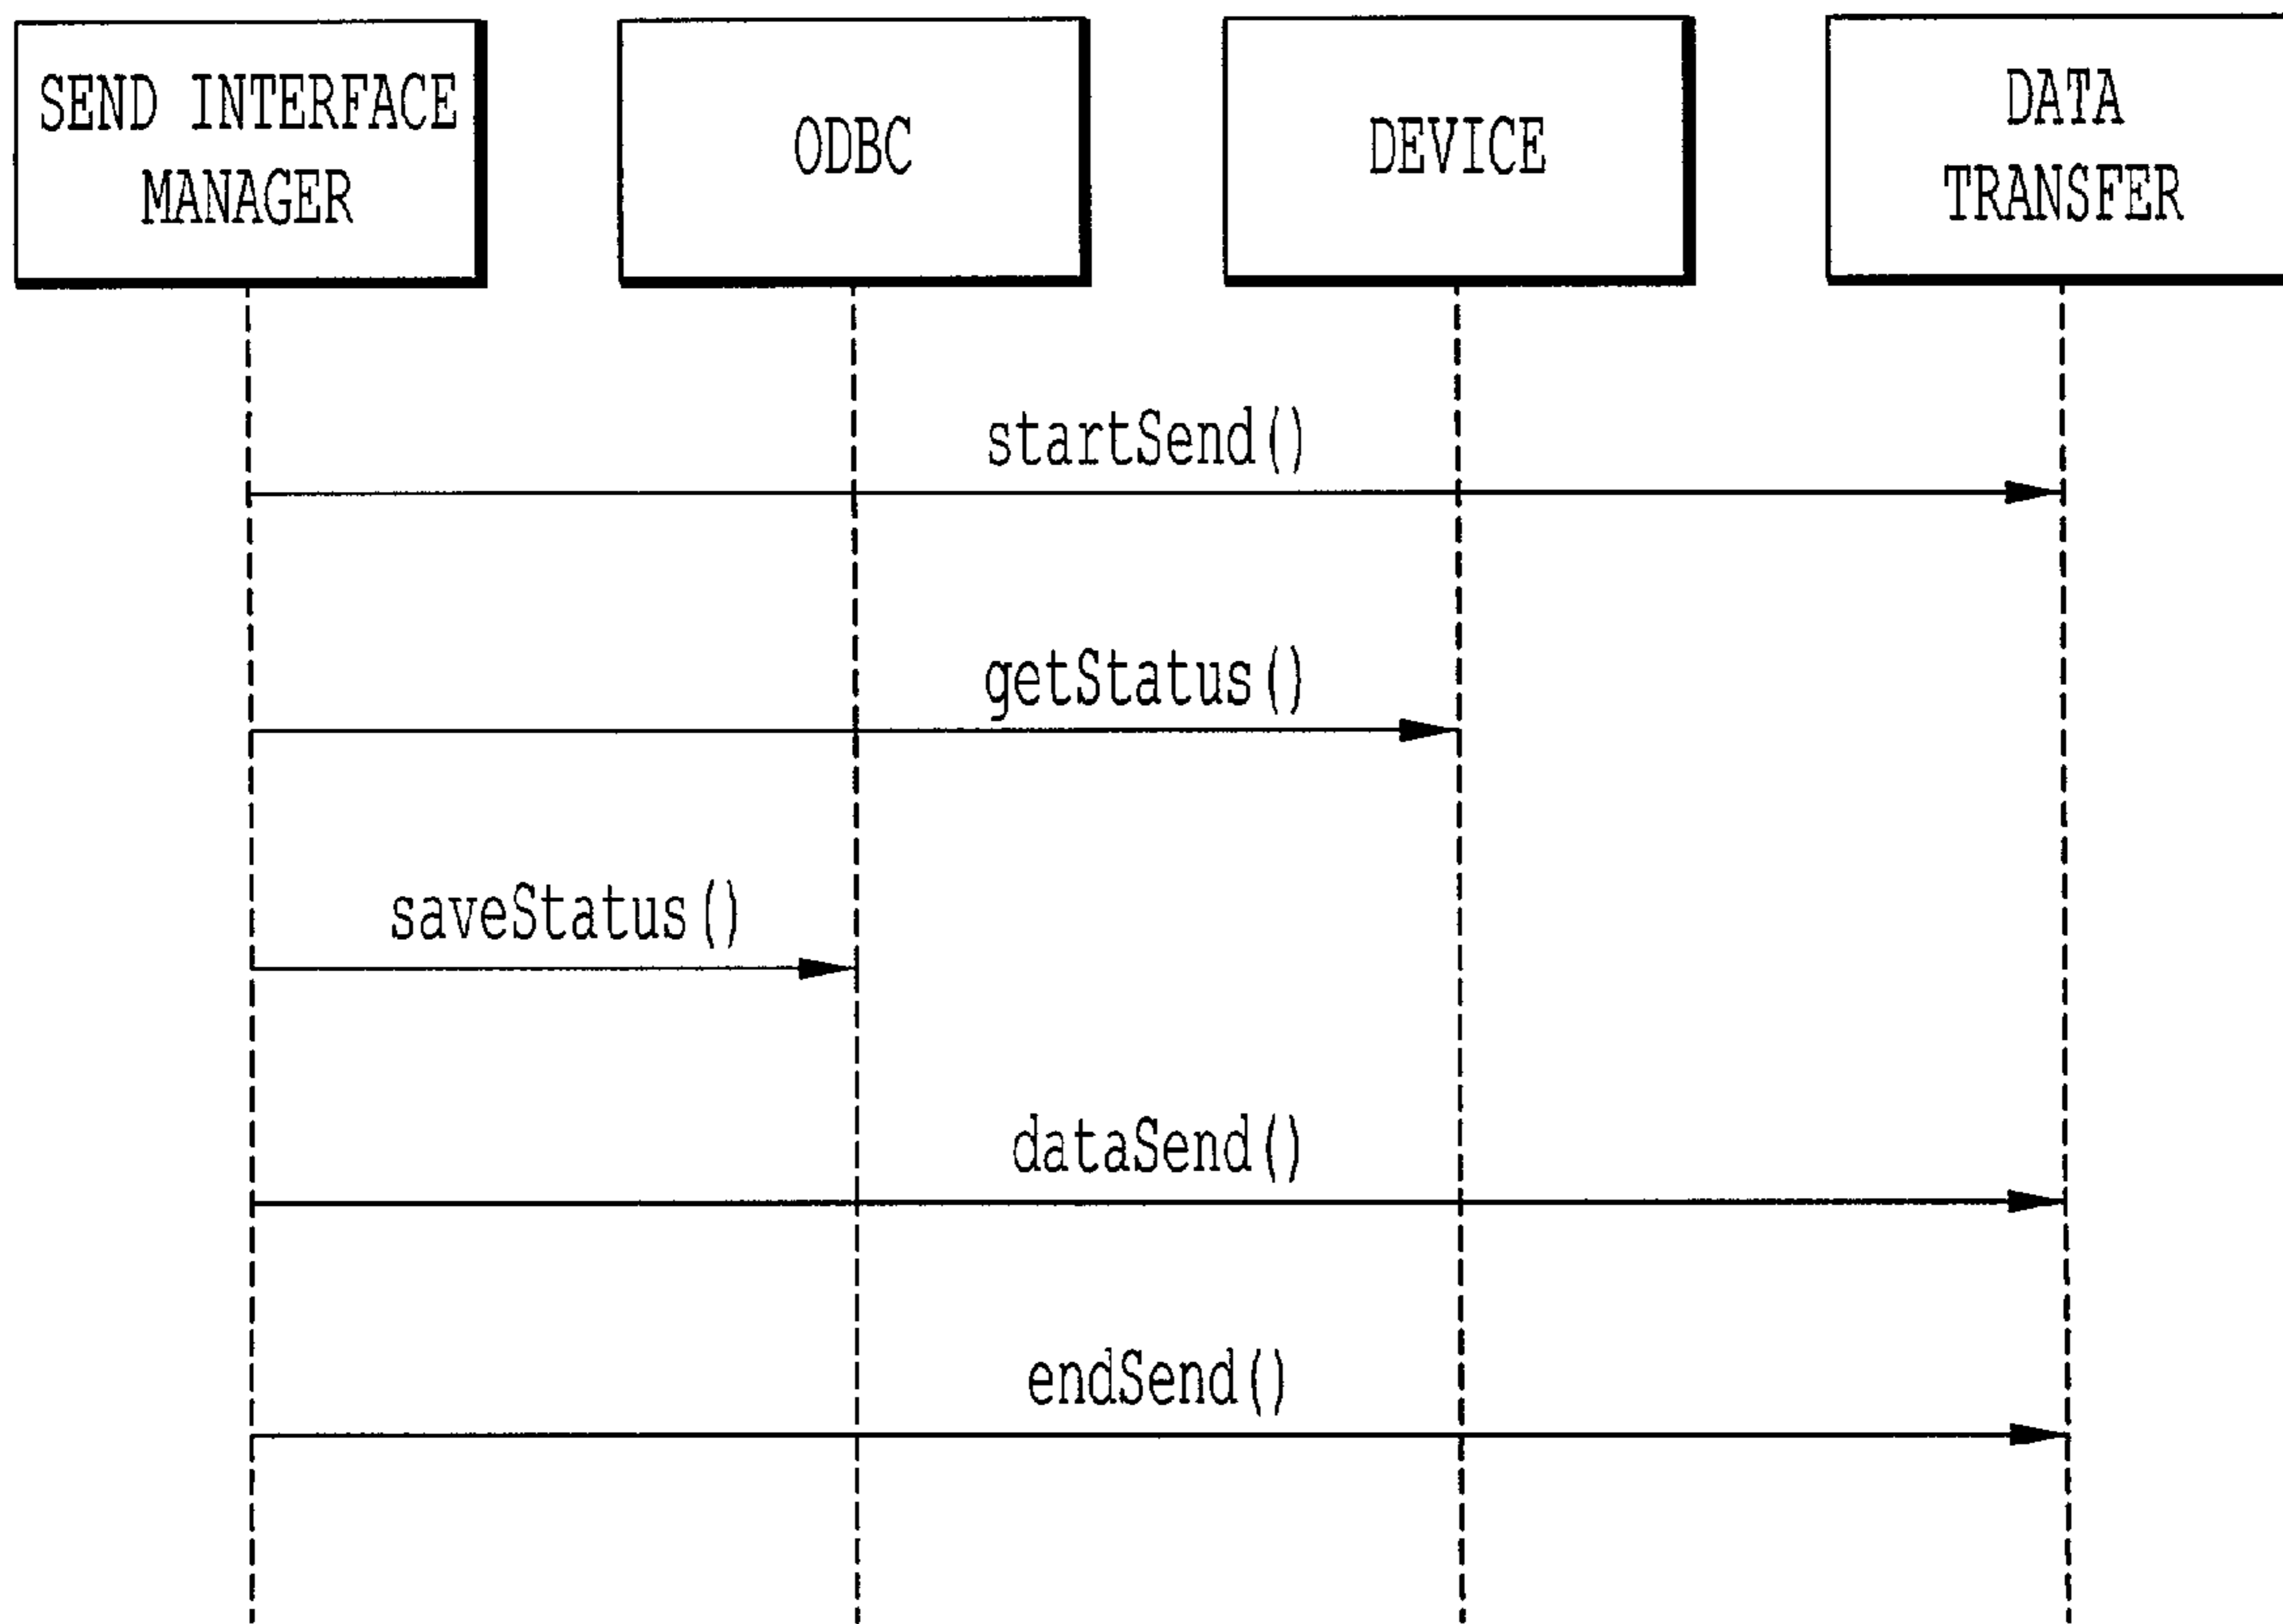 SEND INTERFACE
MANAGER
ODBC
DEVICE
DATA
TRANSFER
startSend()
getStatus()
saveStatus()
dataSend()
endSend()